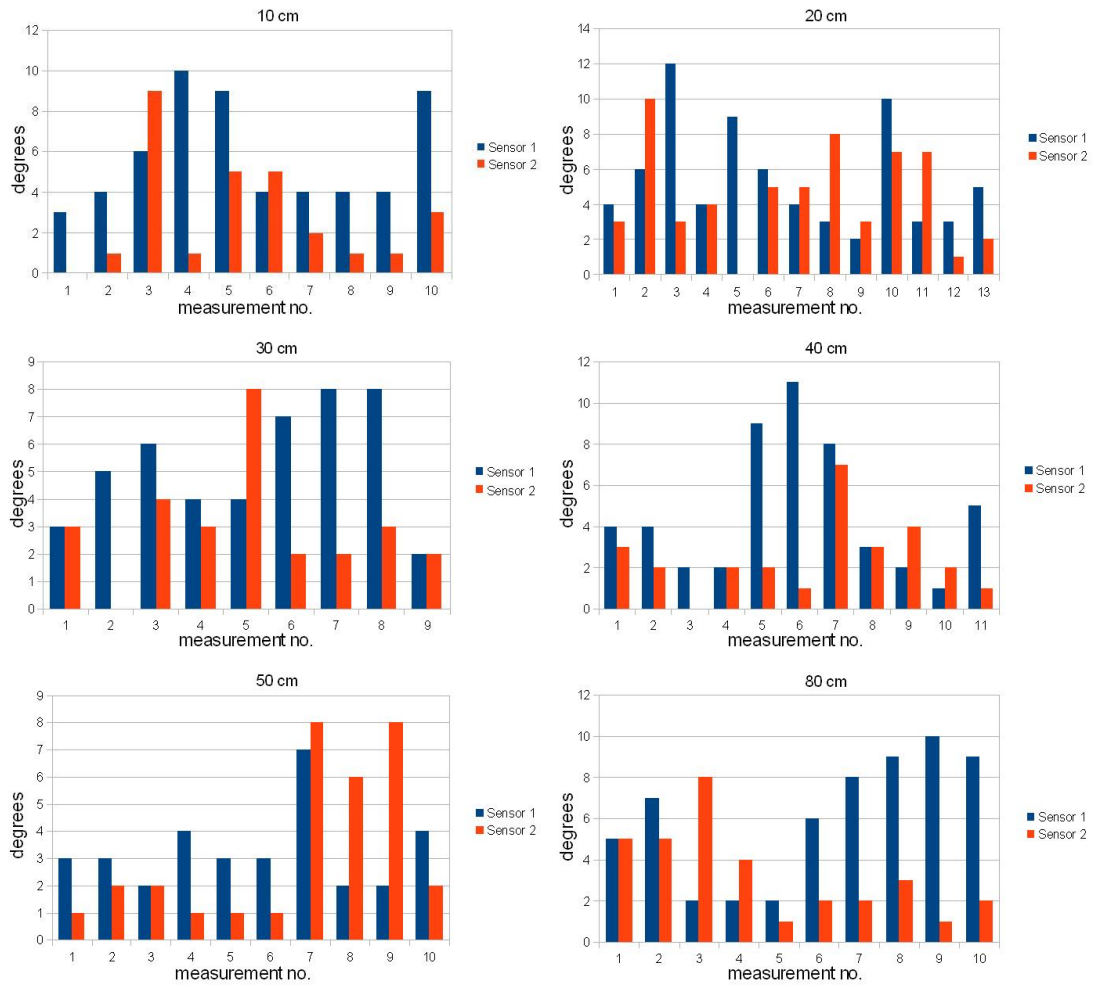 10 cm
12
10
8
6
4
2
0
degrees
1 2 3 4 5 6 7 8 9 10
measurement no.
Sensor 1
Sensor 2
20 cm
14
12
10
8
6
4
2
0
degrees
1 2 3 4 5 6 7 8 9 10 11 12 13
measurement no.
Sensor 1
Sensor 2
30 cm
9
8
7
6
5
4
3
2
1
0
degrees
1 2 3 4 5 6 7 8 9
measurement no.
Sensor 1
Sensor 2
40 cm
12
10
8
6
4
2
0
degrees
1 2 3 4 5 6 7 8 9 10 11
measurement no.
Sensor 1
Sensor 2
50 cm
9
8
7
6
5
4
3
2
1
0
degrees
1 2 3 4 5 6 7 8 9 10
measurement no.
Sensor 1
Sensor 2
80 cm
12
10
8
6
4
2
0
degrees
1 2 3 4 5 6 7 8 9 10
measurement no.
Sensor 1
Sensor 2